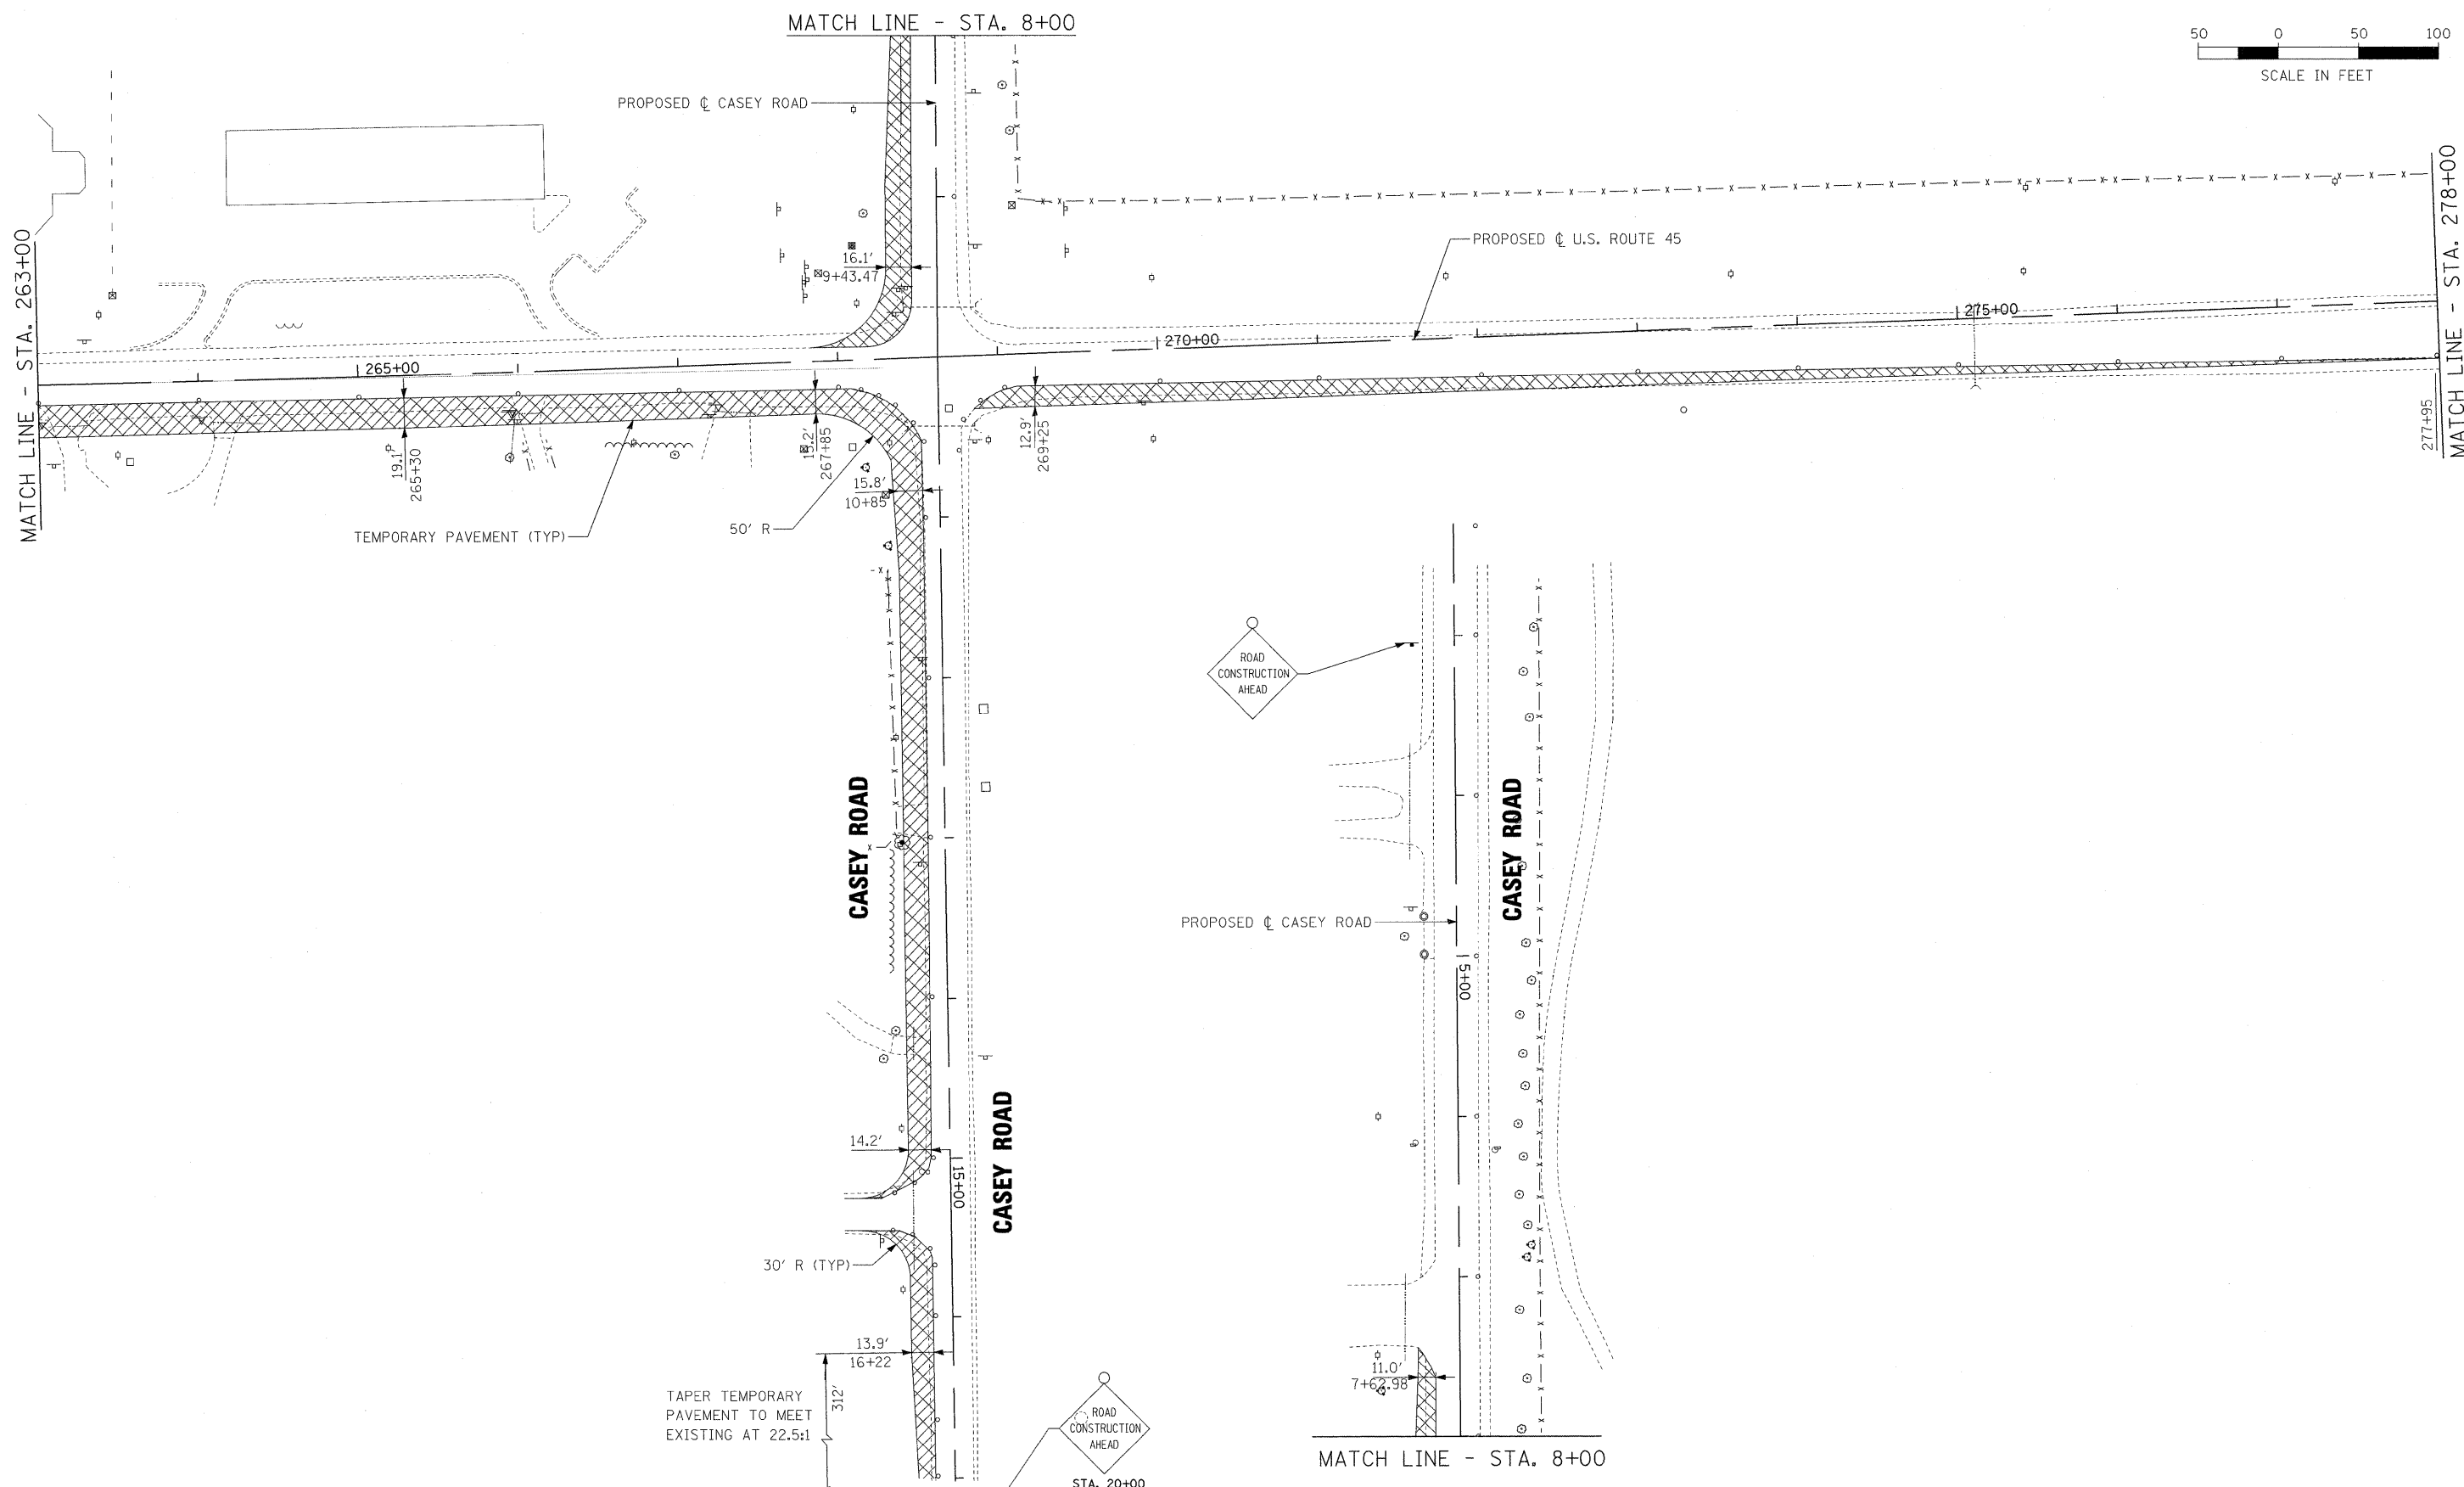 MATCH LINE - STA. 8+00
50 0 50 100
SCALE IN FEET
PROPOSED ℄ CASEY ROAD
MATCH LINE - STA. 263+00
MATCH LINE - STA. 278+00
PROPOSED ℄ U.S. ROUTE 45
16.1'
9+43.47
265+00
270+00
275+00
19.1'
265+30
15.2'
267+85
12.9'
269+25
277+95
15.8'
10+85
50' R
TEMPORARY PAVEMENT (TYP)
ROAD
CONSTRUCTION
AHEAD
CASEY ROAD
CASEY ROAD
PROPOSED ℄ CASEY ROAD
5+00
CASEY ROAD
14.2'
15+00
30' R (TYP)
13.9'
16+22
312'
TAPER TEMPORARY
PAVEMENT TO MEET
EXISTING AT 22.5:1
ROAD
CONSTRUCTION
AHEAD
STA. 20+00
11.0'
7+62.98
MATCH LINE - STA. 8+00